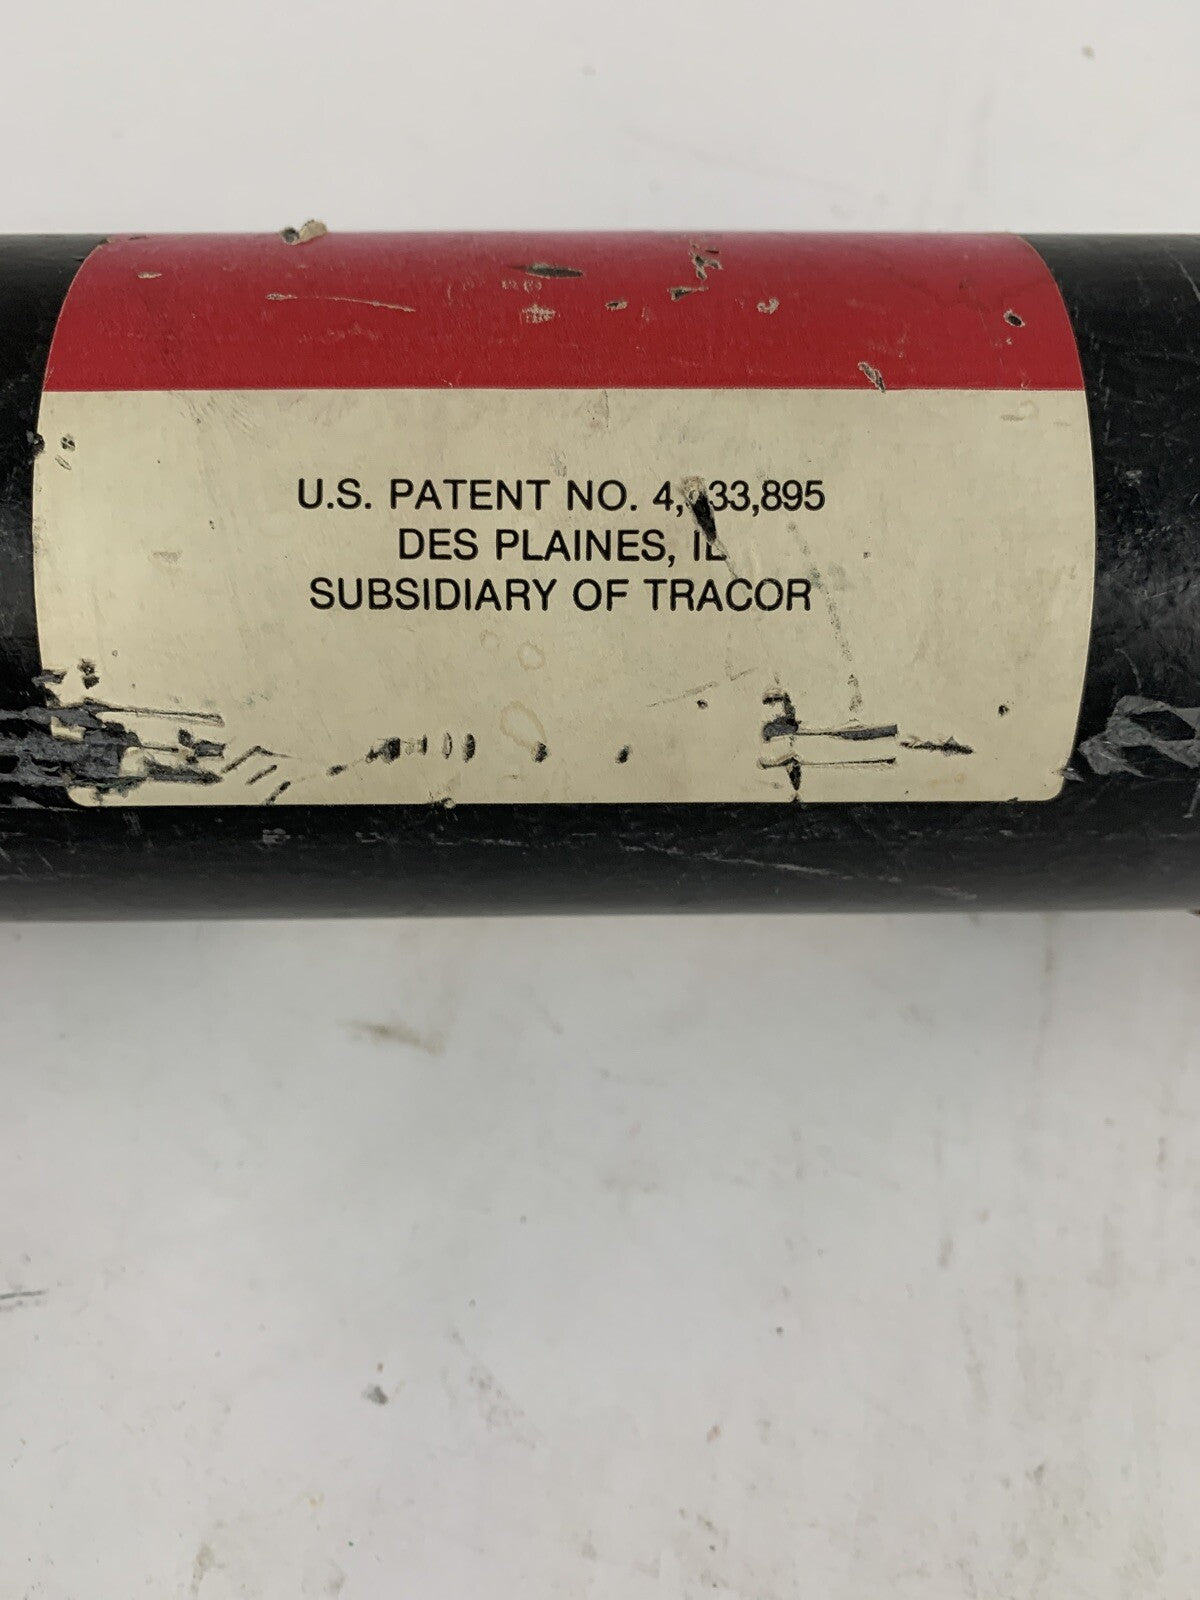 U.S. PATENT NO.
DES PLAINES, IL
SUBSIDIARY OF TRACOR